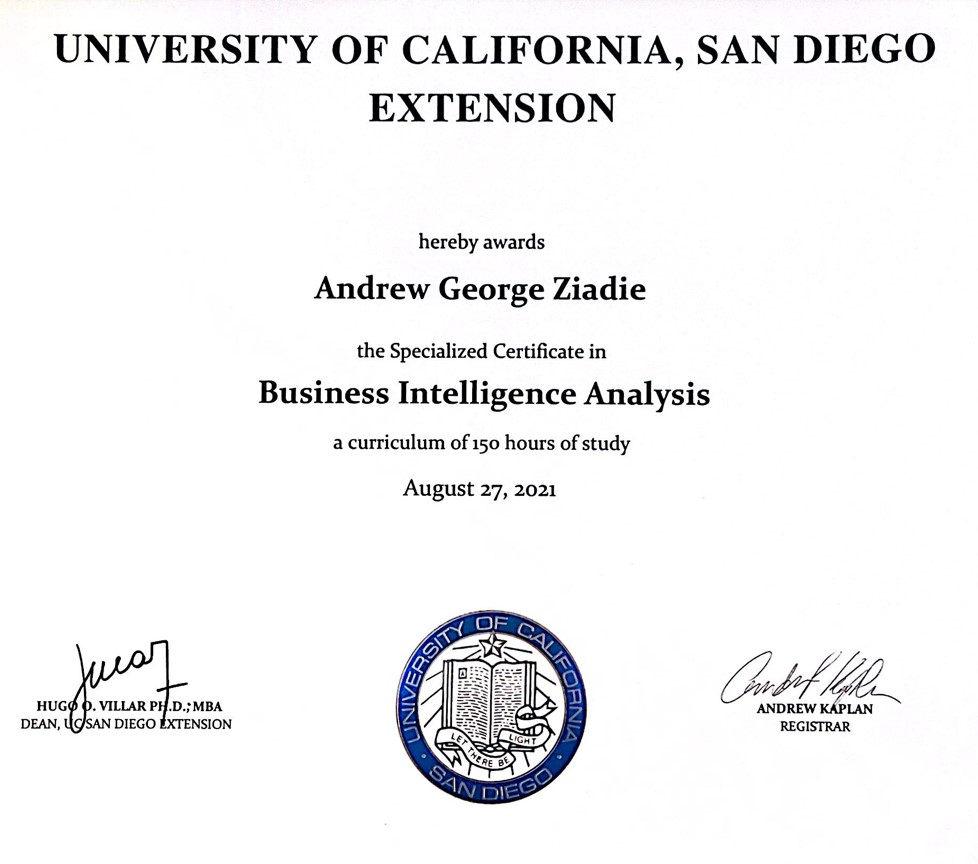 UNIVERSITY OF CALIFORNIA, SAN DIEGO
EXTENSION
hereby awards
Andrew George Ziadie
the Specialized Certificate in
Business Intelligence Analysis
a curriculum of 150 hours of study
August 27, 2021
HUGO O. VILLAR PH.D.; MBA
DEAN, UC SAN DIEGO EXTENSION
UNIVERSITY OF CALIFORNIA
LET THERE BE LIGHT
· SAN DIEGO ·
ANDREW KAPLAN
REGISTRAR